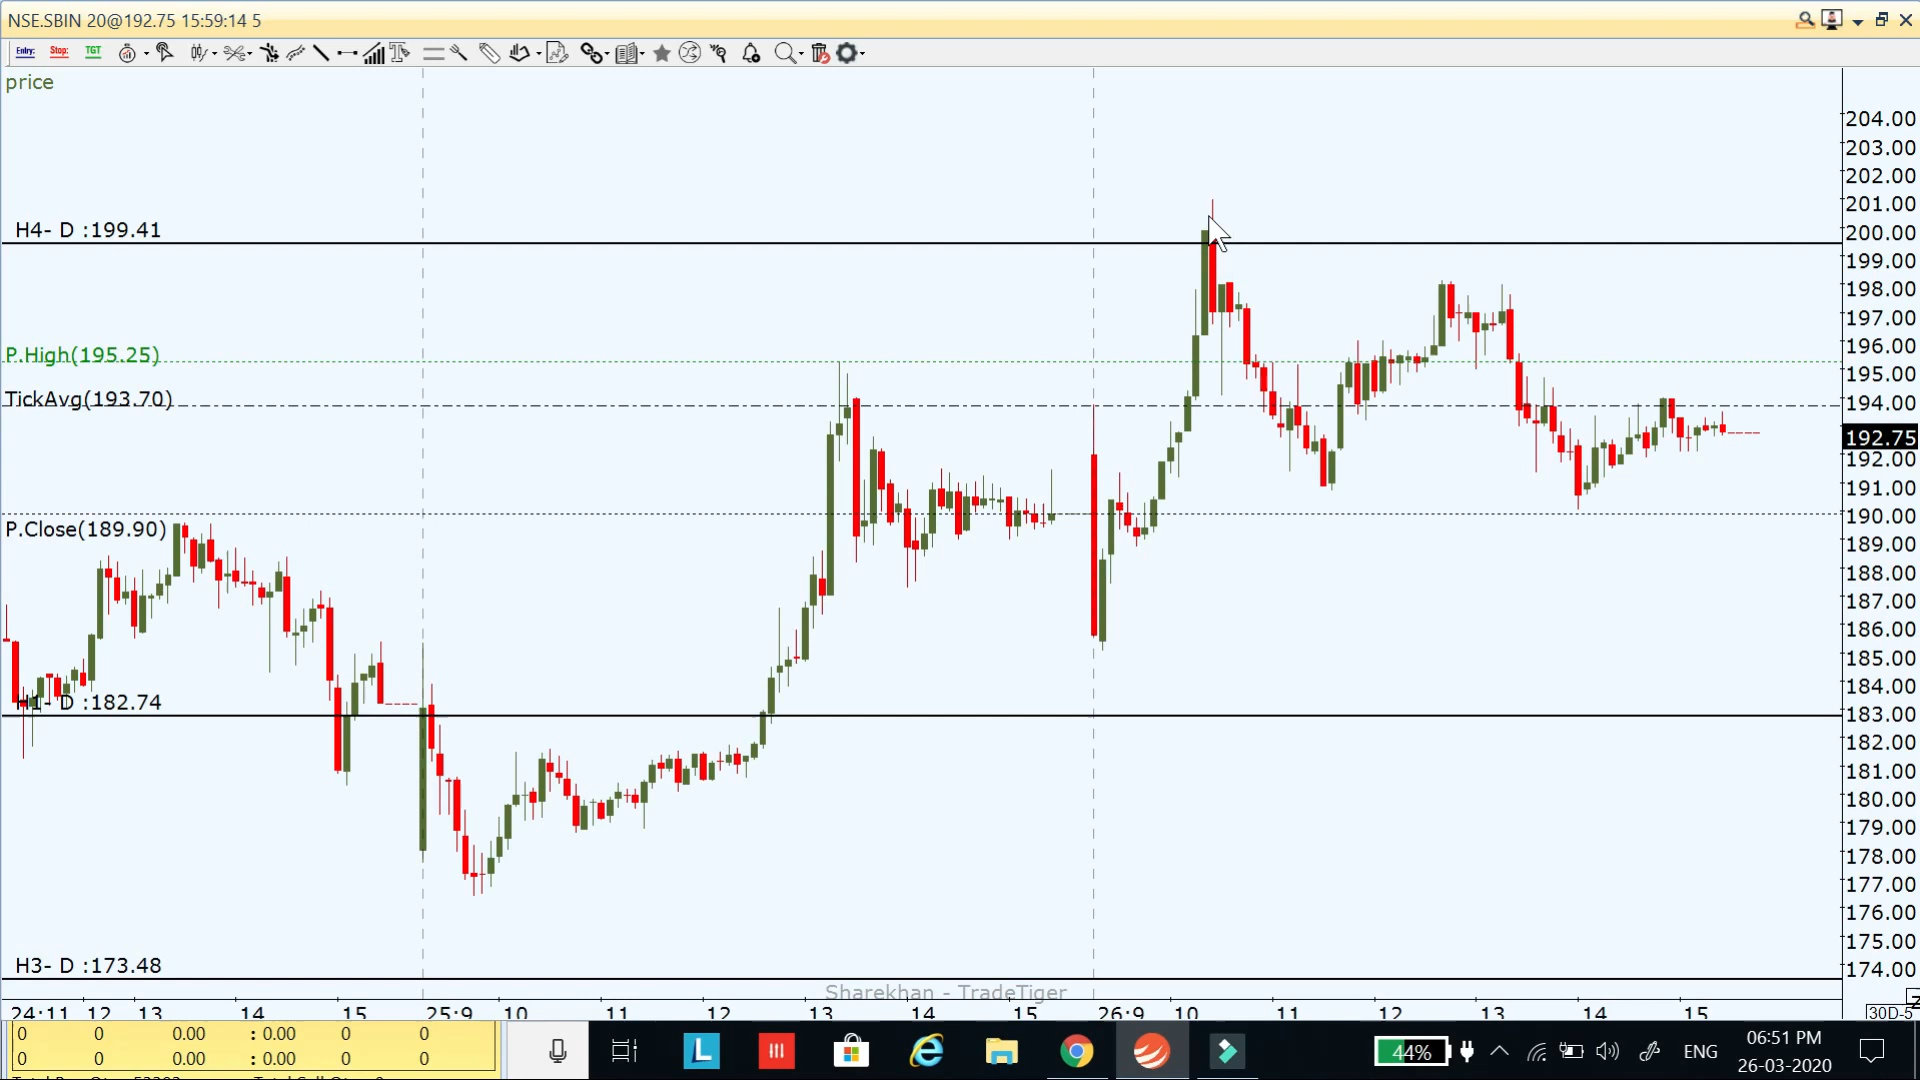 NSE.SBIN 20@192.75 15:59:14 5
Entry: Stop: TGT
price
204.00
203.00
202.00
201.00
H4- D :199.41
200.00
199.00
198.00
197.00
196.00
P.High(195.25)
195.00
TickAvg(193.70)
194.00
192.75
192.00
191.00
190.00
P.Close(189.90)
189.00
188.00
187.00
186.00
185.00
184.00
H1- D :182.74
183.00
182.00
181.00
180.00
179.00
178.00
177.00
176.00
175.00
H3- D :173.48
174.00
Sharekhan - TradeTiger
24:11 12 13 14 15 25:9 10 11 12 13 14 15 26:9 10 11 12 13 14 15 30D-5
0 0 0.00 : 0.00 0 0
0 0 0.00 : 0.00 0 0
L
44%
ENG
06:51 PM
26-03-2020